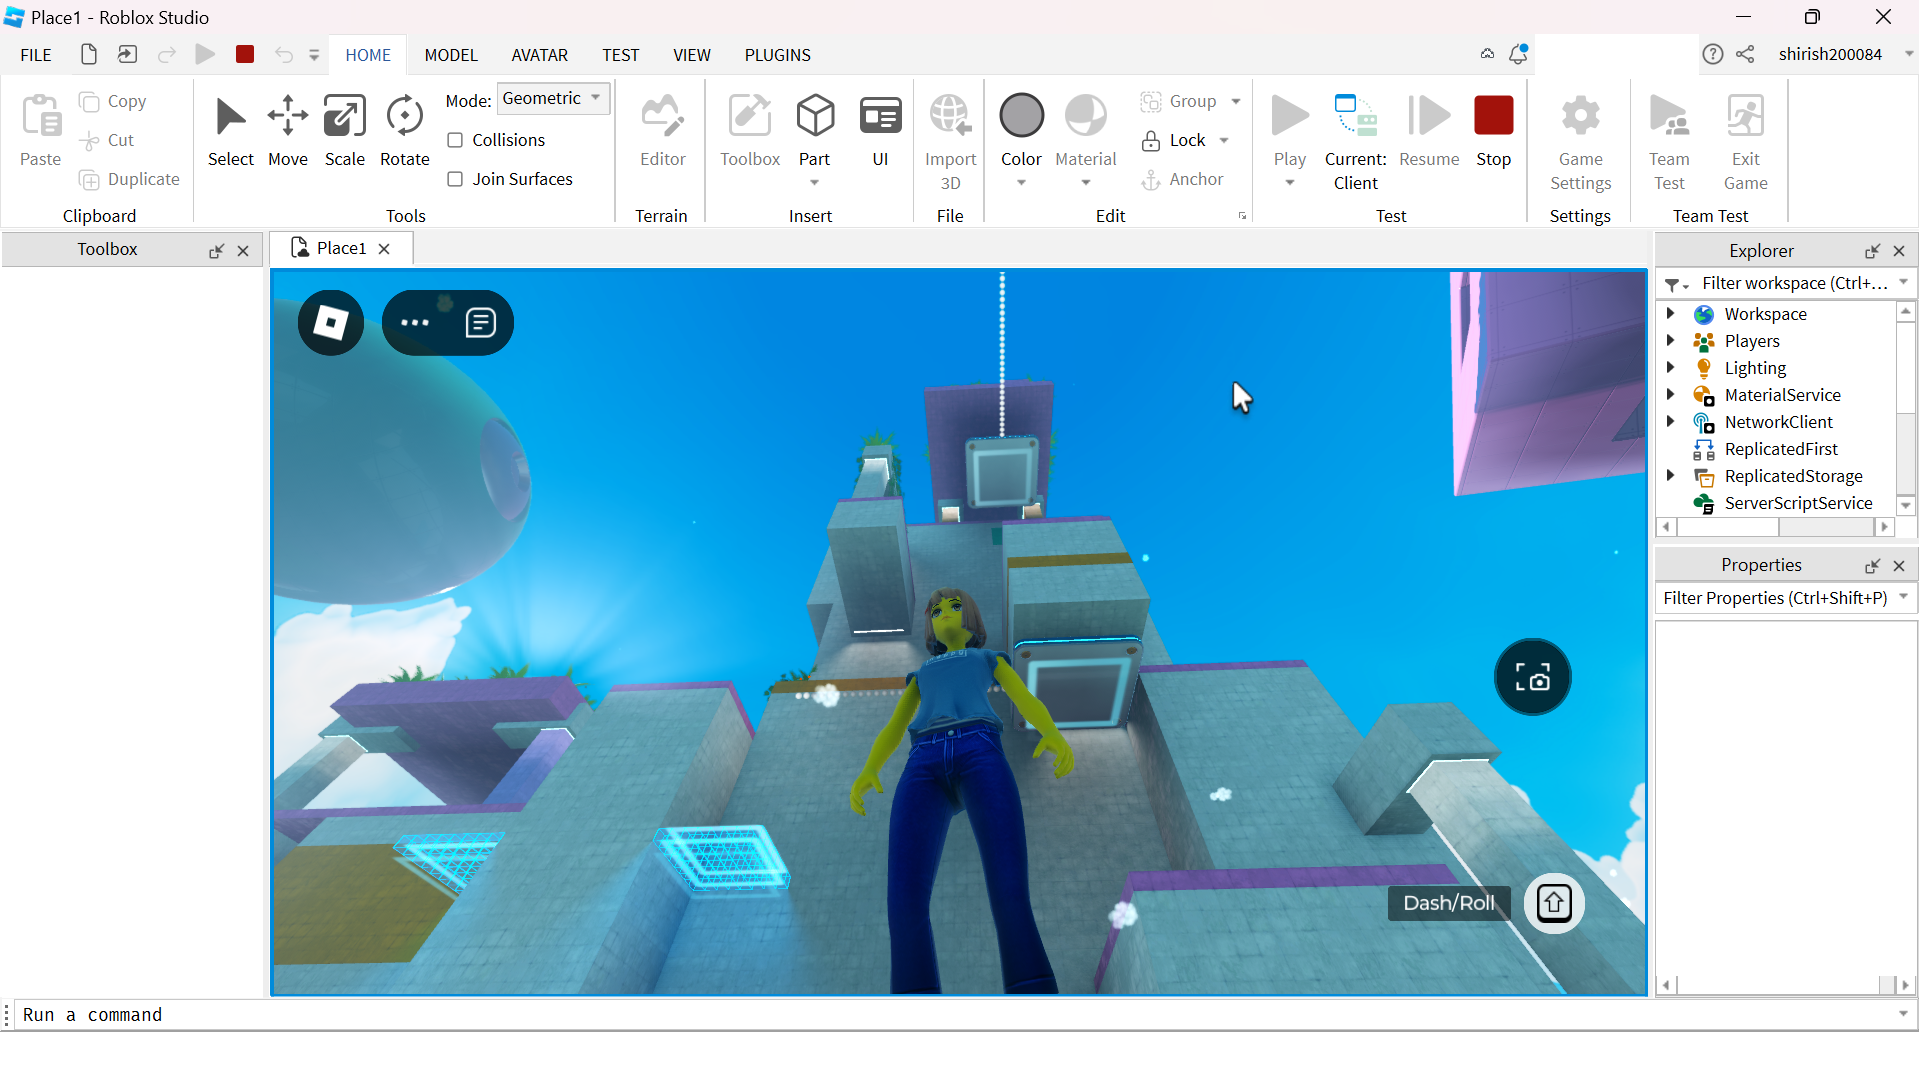 Place1 - Roblox Studio
FILE HOME MODEL AVATAR TEST VIEW PLUGINS shirish200084
Paste Copy Cut Duplicate
Clipboard
Select Move Scale Rotate Mode: Geometric
Collisions
Join Surfaces
Tools
Editor
Terrain
Toolbox Part UI
Insert
Import 3D
File
Color Material Group
Lock
Anchor
Edit
Play Current: Client Resume Stop
Test
Game Settings
Settings
Team Test Exit Game
Team Test
Toolbox
Place1
Dash/Roll
Explorer
Filter workspace (Ctrl+...
Workspace
Players
Lighting
MaterialService
NetworkClient
ReplicatedFirst
ReplicatedStorage
ServerScriptService
Properties
Filter Properties (Ctrl+Shift+P)
Run a command